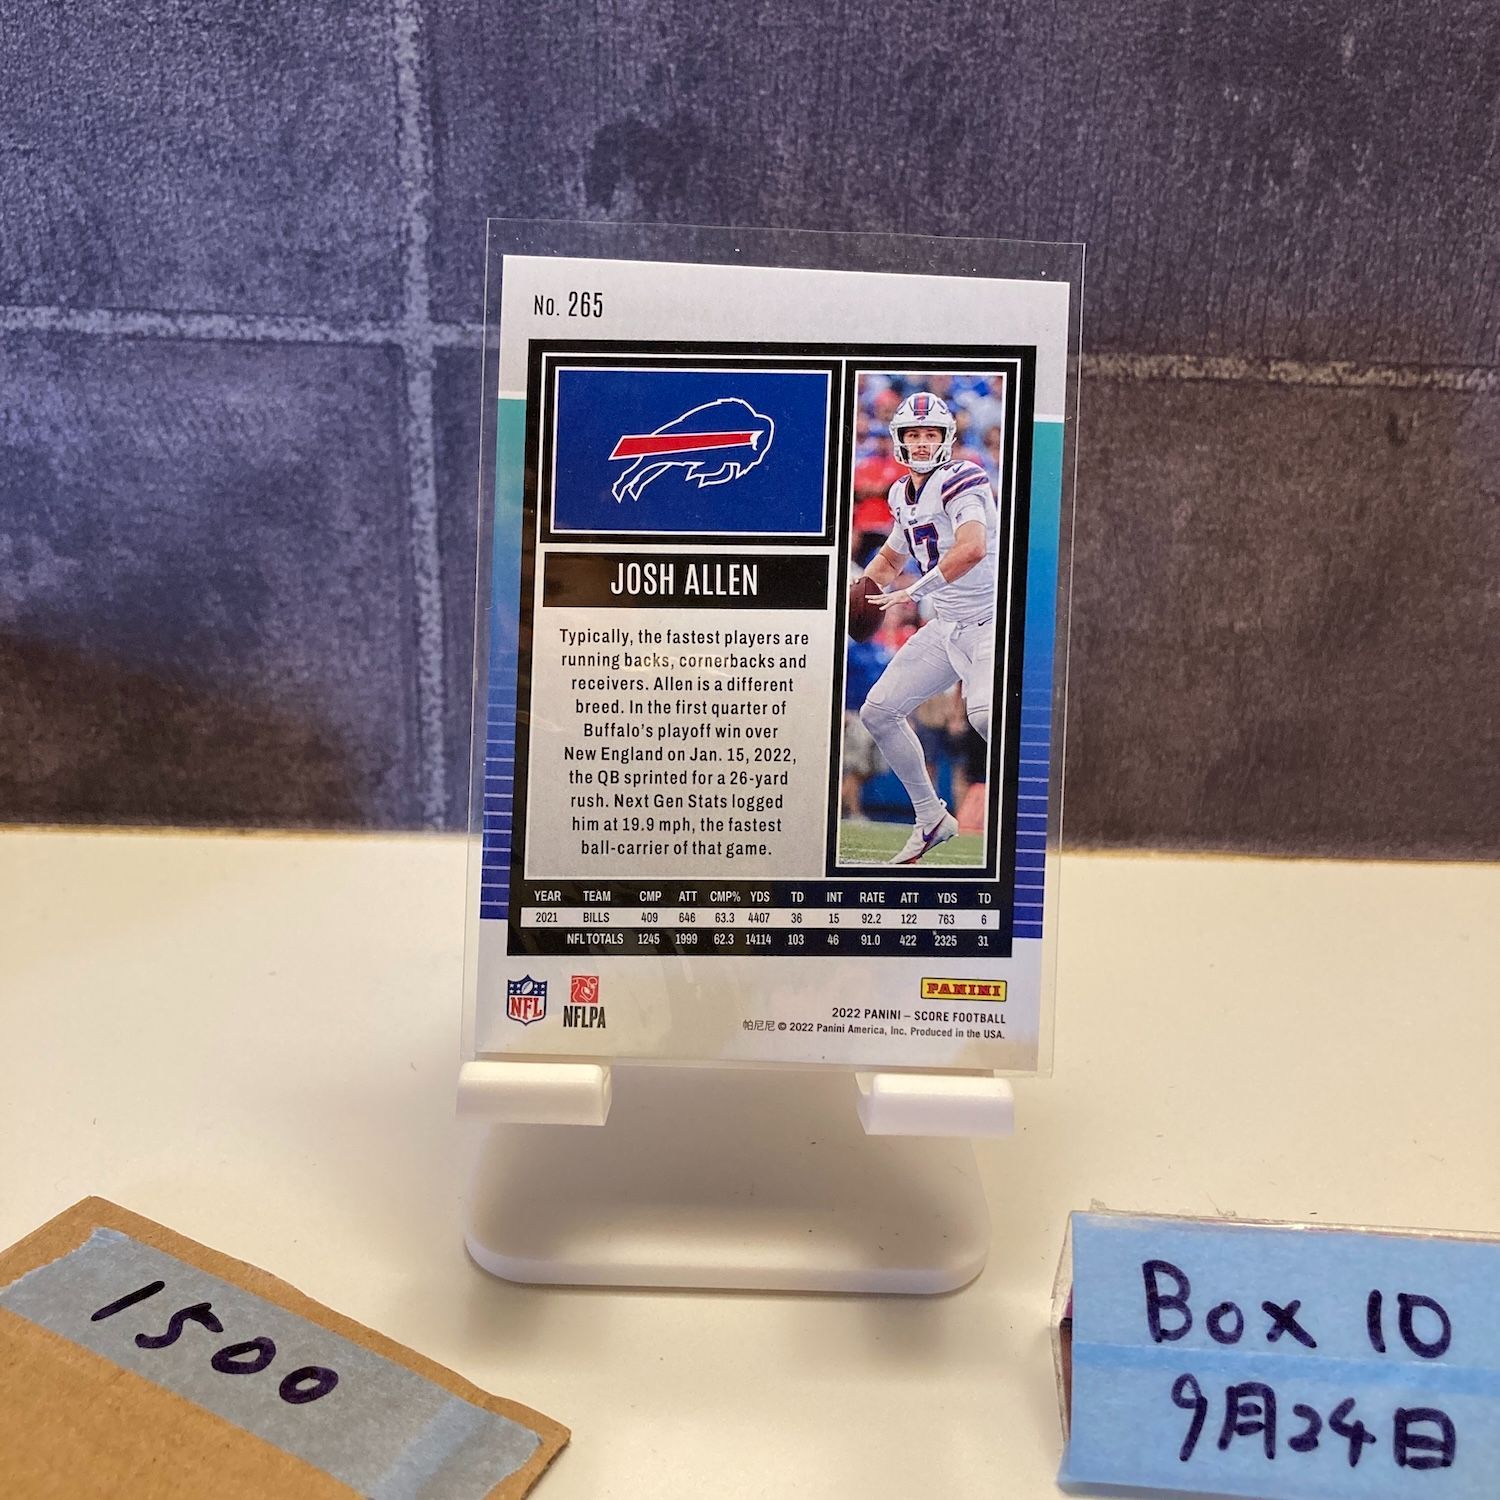 No. 265
17
JOSH ALLEN
Typically, the fastest players are
running backs, cornerbacks and
receivers. Allen is a different
breed. In the first quarter of
Buffalo's playoff win over
New England on Jan. 15, 2022,
the QB sprinted for a 26-yard
rush. Next Gen Stats logged
him at 19.9 mph, the fastest
ball-carrier of that game.
YEAR TEAM CMP ATT CMP% YDS TD INT RATE ATT YDS TD
2021 BILLS 409 646 63.3 4407 36 15 92.2 122 763 6
NFL TOTALS 1245 1999 62.3 14114 103 46 91.0 422 2325 31
NFL
NFLPA
PANINI
2022 PANINI – SCORE FOOTBALL
帕尼尼 © 2022 Panini America, Inc. Produced in the USA.
1500
Box 10
9月24日